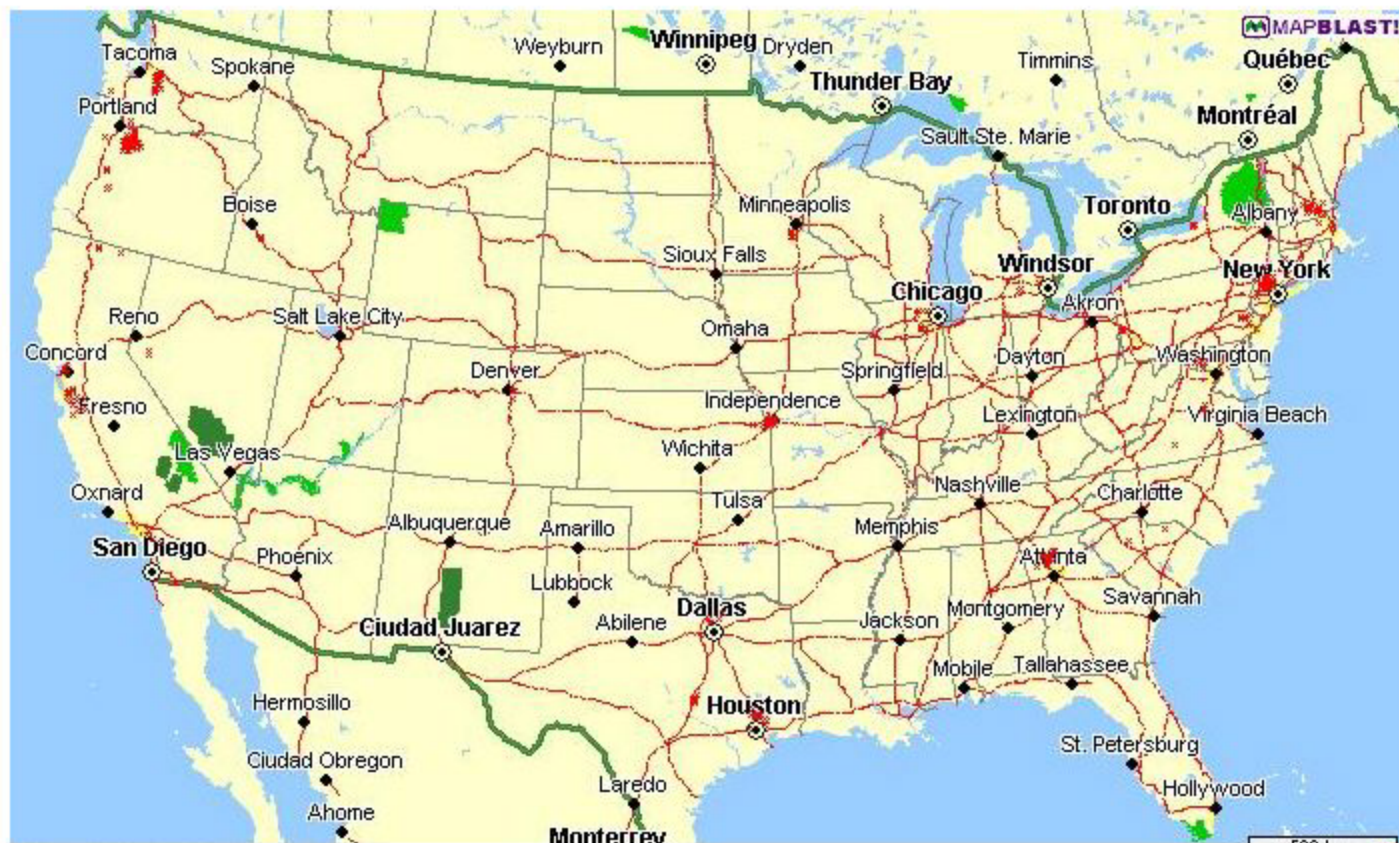 MAPBLAST!
Winnipeg
Weyburn
Dryden
Tacoma
Timmins
Québec
Spokane
Thunder Bay
Portland
Montréal
Sault Ste. Marie
Boise
Minneapolis
Toronto
Albany
Sioux Falls
Windsor
New York
Chicago
Akron
Reno
Salt Lake City
Omaha
Concord
Denver
Springfield
Dayton
Washington
Fresno
Independence
Lexington
Virginia Beach
Las Vegas
Wichita
Oxnard
Tulsa
Nashville
Charlotte
Albuquerque
Amarillo
Memphis
San Diego
Phoenix
Atlanta
Lubbock
Savannah
Ciudad Juarez
Abilene
Dallas
Jackson
Montgomery
Mobile
Tallahassee
Hermosillo
Houston
St. Petersburg
Ciudad Obregon
Laredo
Hollywood
Ahome
Monterrey